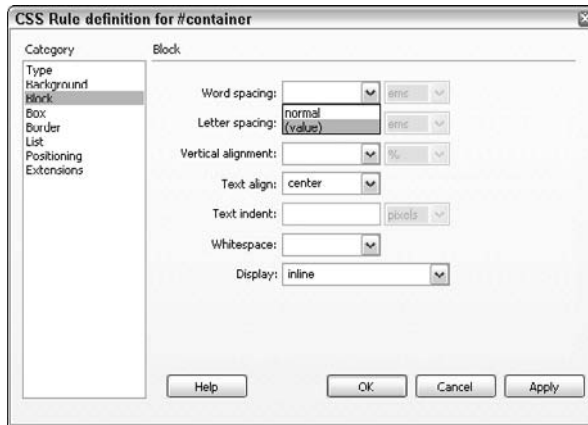 CSS Rule definition for #container
Category
Block
Type
Background
Block
Box
Border
List
Positioning
Extensions
Word spacing: ems
normal
(value)
Letter spacing: ems
Vertical alignment: %
Text align: center
Text indent: pixels
Whitespace:
Display: inline
Help OK Cancel Apply